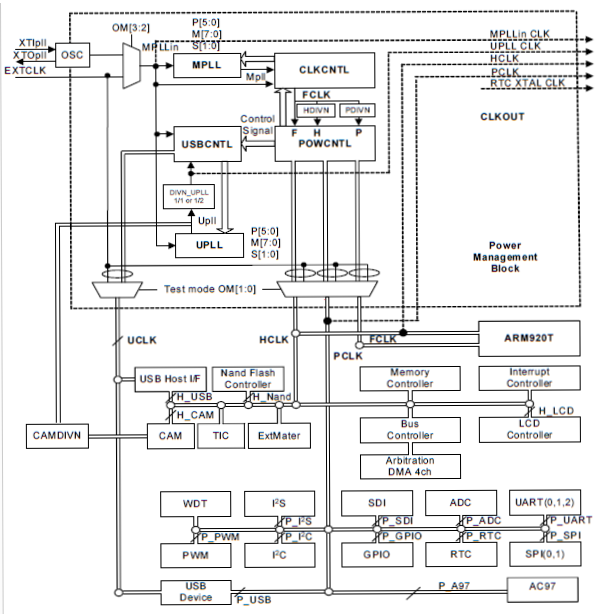 OM[3:2]
P[5:0]
M[7:0]
S[1:0]
XTIpll
XTOpll
EXTCLK
OSC
MPLLin
MPLL
Mpll
CLKCNTL
MPLLin CLK
UPLL CLK
HCLK
PCLK
RTC XTAL CLK
CLKOUT
FCLK
HDIVN
PDIVN
F H P
POWCNTL
Control
Signal
USBCNTL
DIVN_UPLL
1/1 or 1/2
Upll
UPLL
P[5:0]
M[7:0]
S[1:0]
Power
Management
Block
Test mode OM[1:0]
UCLK
HCLK
PCLK
FCLK
ARM920T
USB Host I/F
Nand Flash
Controller
Memory
Controller
Interrupt
Controller
H_USB
H_Nand
H_CAM
H_LCD
CAMDIVN
CAM
TIC
ExtMater
Bus
Controller
LCD
Controller
Arbitration
DMA 4ch
WDT
I²S
SDI
ADC
UART(0,1,2)
P_I²S
P_SDI
P_ADC
P_UART
P_PWM
P_I²C
P_GPIO
P_RTC
P_SPI
PWM
I²C
GPIO
RTC
SPI(0,1)
USB
Device
P_USB
P_A97
AC97